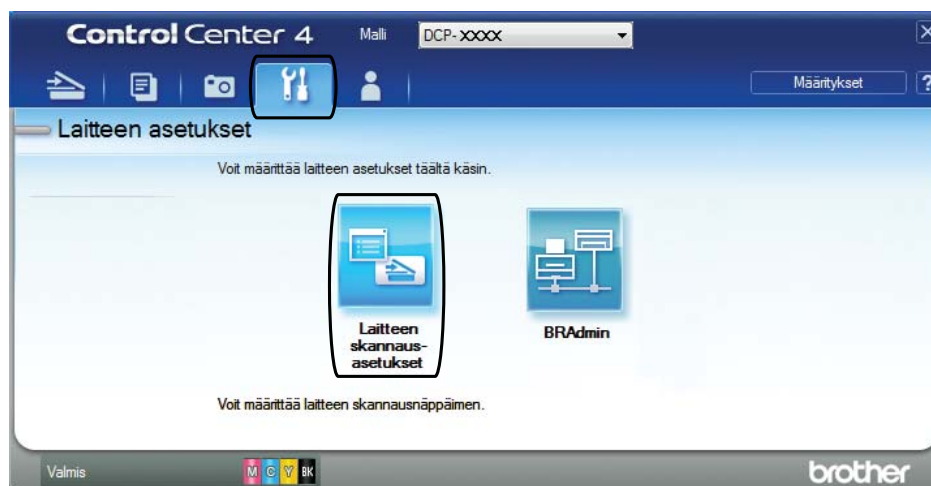 Control Center 4 Malli DCP-XXXX
Määritykset ?
Laitteen asetukset
Voit määrittää laitteen asetukset täältä käsin.
Laitteen
skannaus-
asetukset
BRAdmin
Voit määrittää laitteen skannausnäppäimen.
Valmis M C Y BK brother